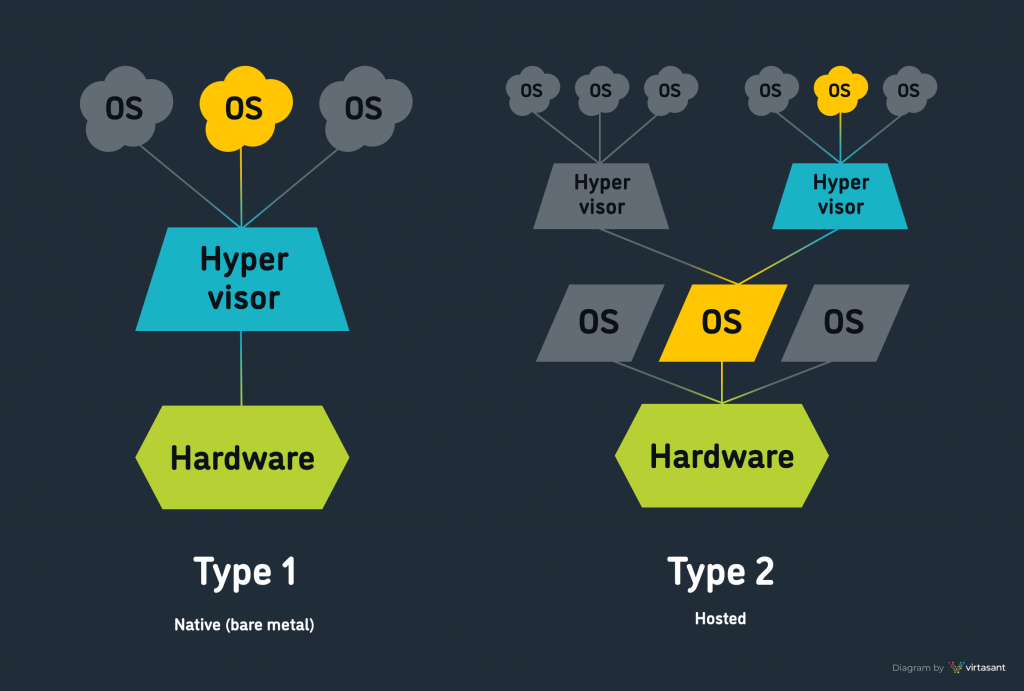 OS
OS
OS
Hyper
visor
Hardware
Type 1
Native (bare metal)
OS
OS
OS
OS
OS
OS
Hyper
visor
Hyper
visor
OS
OS
OS
Hardware
Type 2
Hosted
Diagram by virtasant